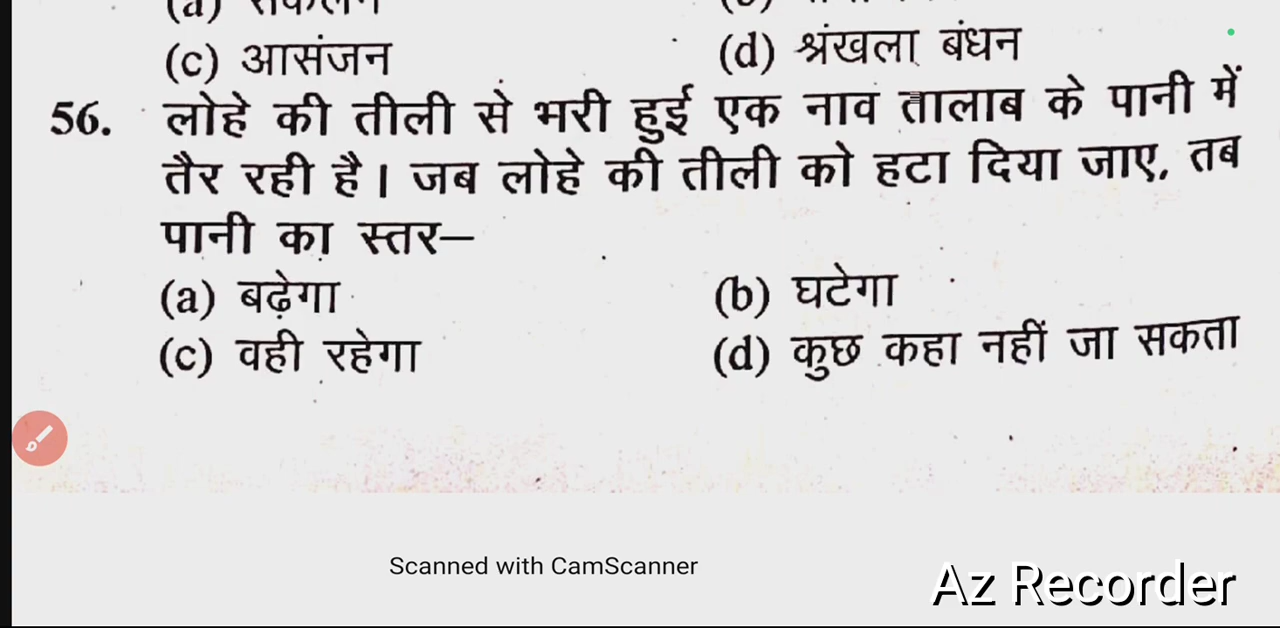 (c) आसंजन (d) श्रंखला बंधन
56. लोहे की तीली से भरी हुई एक नाव तालाब के पानी में
तैर रही है। जब लोहे की तीली को हटा दिया जाए, तब
पानी का स्तर—
(a) बढ़ेगा (b) घटेगा
(c) वही रहेगा (d) कुछ कहा नहीं जा सकता
Scanned with CamScanner
Az Recorder